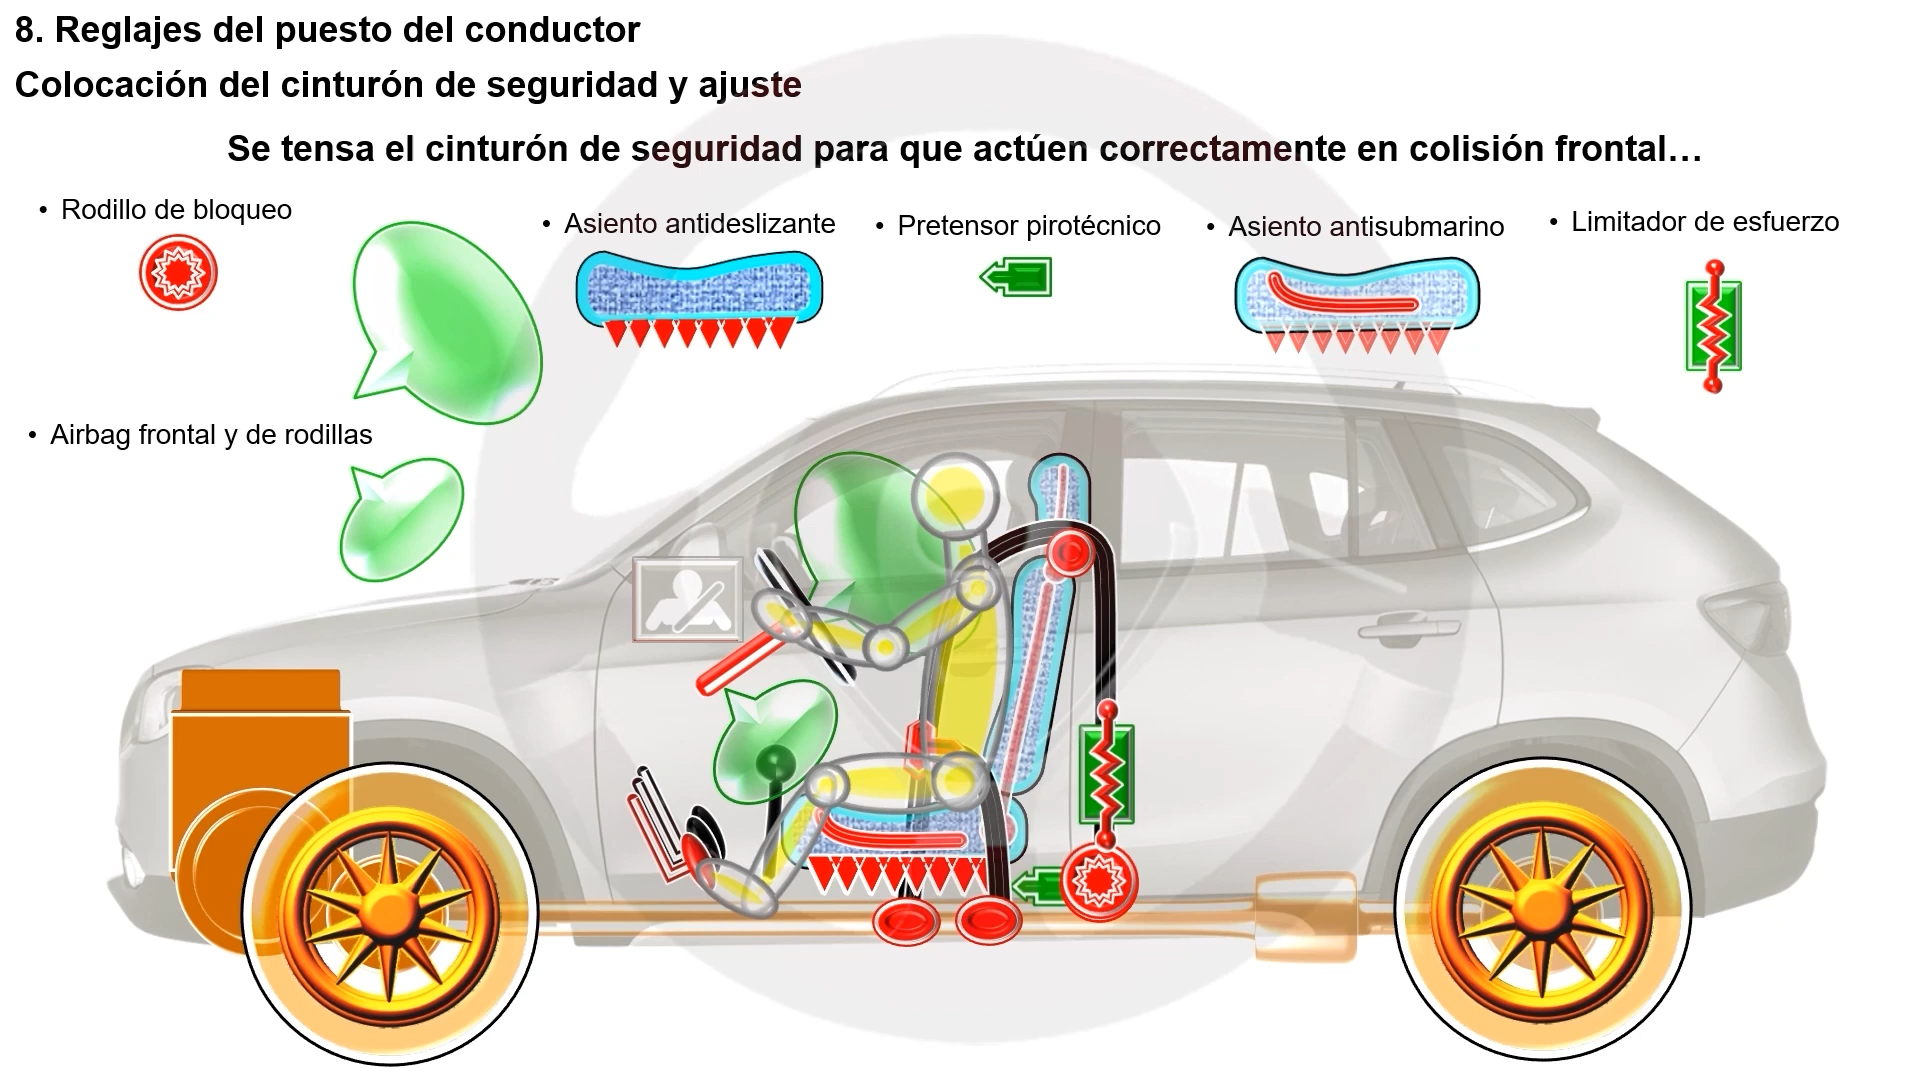 8. Reglajes del puesto del conductor
Colocación del cinturón de seguridad y ajuste
Se tensa el cinturón de seguridad para que actúen correctamente en colisión frontal…
• Rodillo de bloqueo
• Asiento antideslizante
• Pretensor pirotécnico
• Asiento antisubmarino
• Limitador de esfuerzo
• Airbag frontal y de rodillas